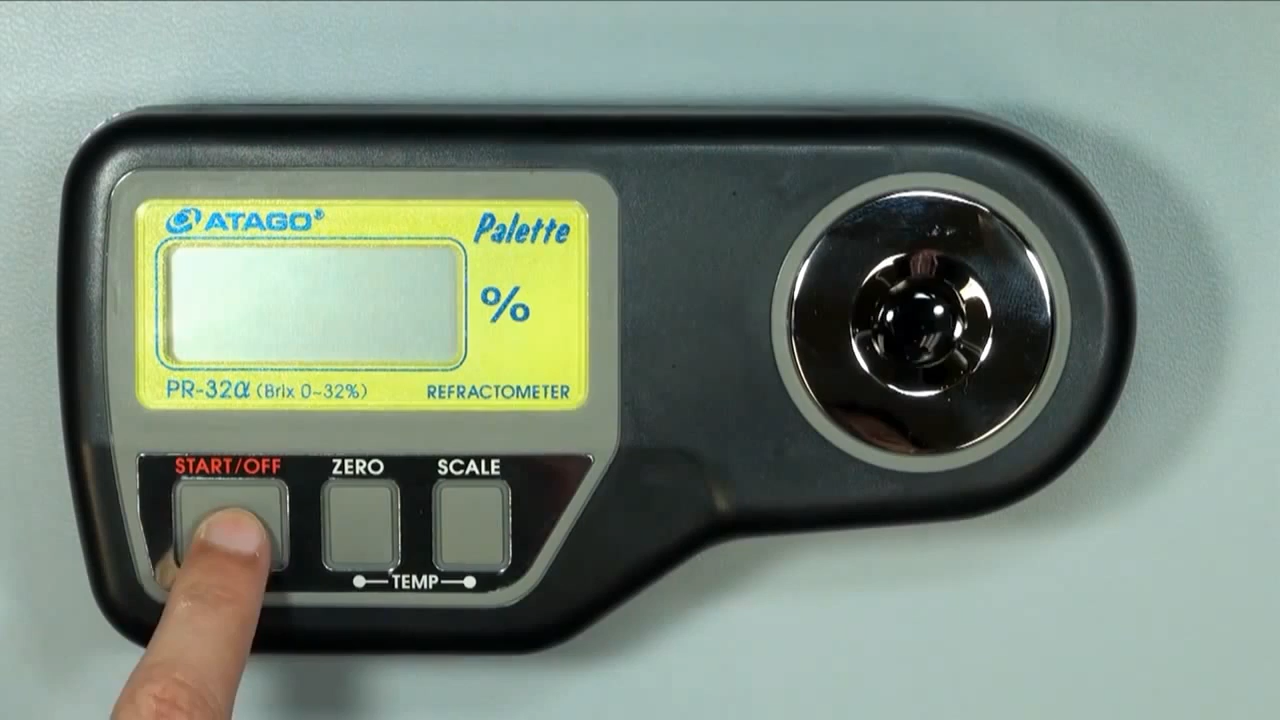 ATAGO®
Palette
%
PR-32α (Brix 0~32%)
REFRACTOMETER
START/OFF
ZERO
SCALE
TEMP